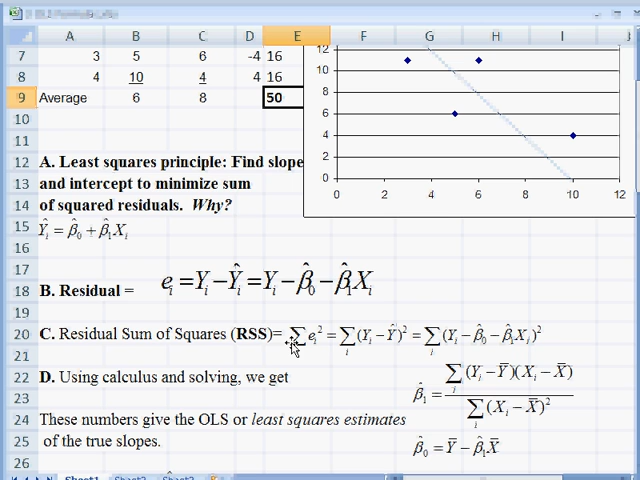 A B C D E F G H I J
7 3 5 6 -4 16
8 4 10 4 4 16
9 Average 6 8 50
10
11
12 A. Least squares principle: Find slope
13 and intercept to minimize sum
14 of squared residuals. Why?
15 Ŷᵢ = β̂₀ + β̂₁Xᵢ
16
17
18 B. Residual = eᵢ = Yᵢ − Ŷᵢ = Yᵢ − β̂₀ − β̂₁Xᵢ
19
20 C. Residual Sum of Squares (RSS)= ∑ᵢ eᵢ² = ∑ᵢ (Yᵢ − Ŷ)² = ∑ᵢ (Yᵢ − β̂₀ − β̂₁Xᵢ)²
21
22 D. Using calculus and solving, we get
23 β̂₁ = ∑ᵢ (Yᵢ − Ȳ)(Xᵢ − X̄) / ∑ᵢ (Xᵢ − X̄)²
24 These numbers give the OLS or least squares estimates
25 of the true slopes. β̂₀ = Ȳ − β̂₁X̄
26
12
10
8
6
4
2
0
0 2 4 6 8 10 12
Sheet1 Sheet2 Sheet3